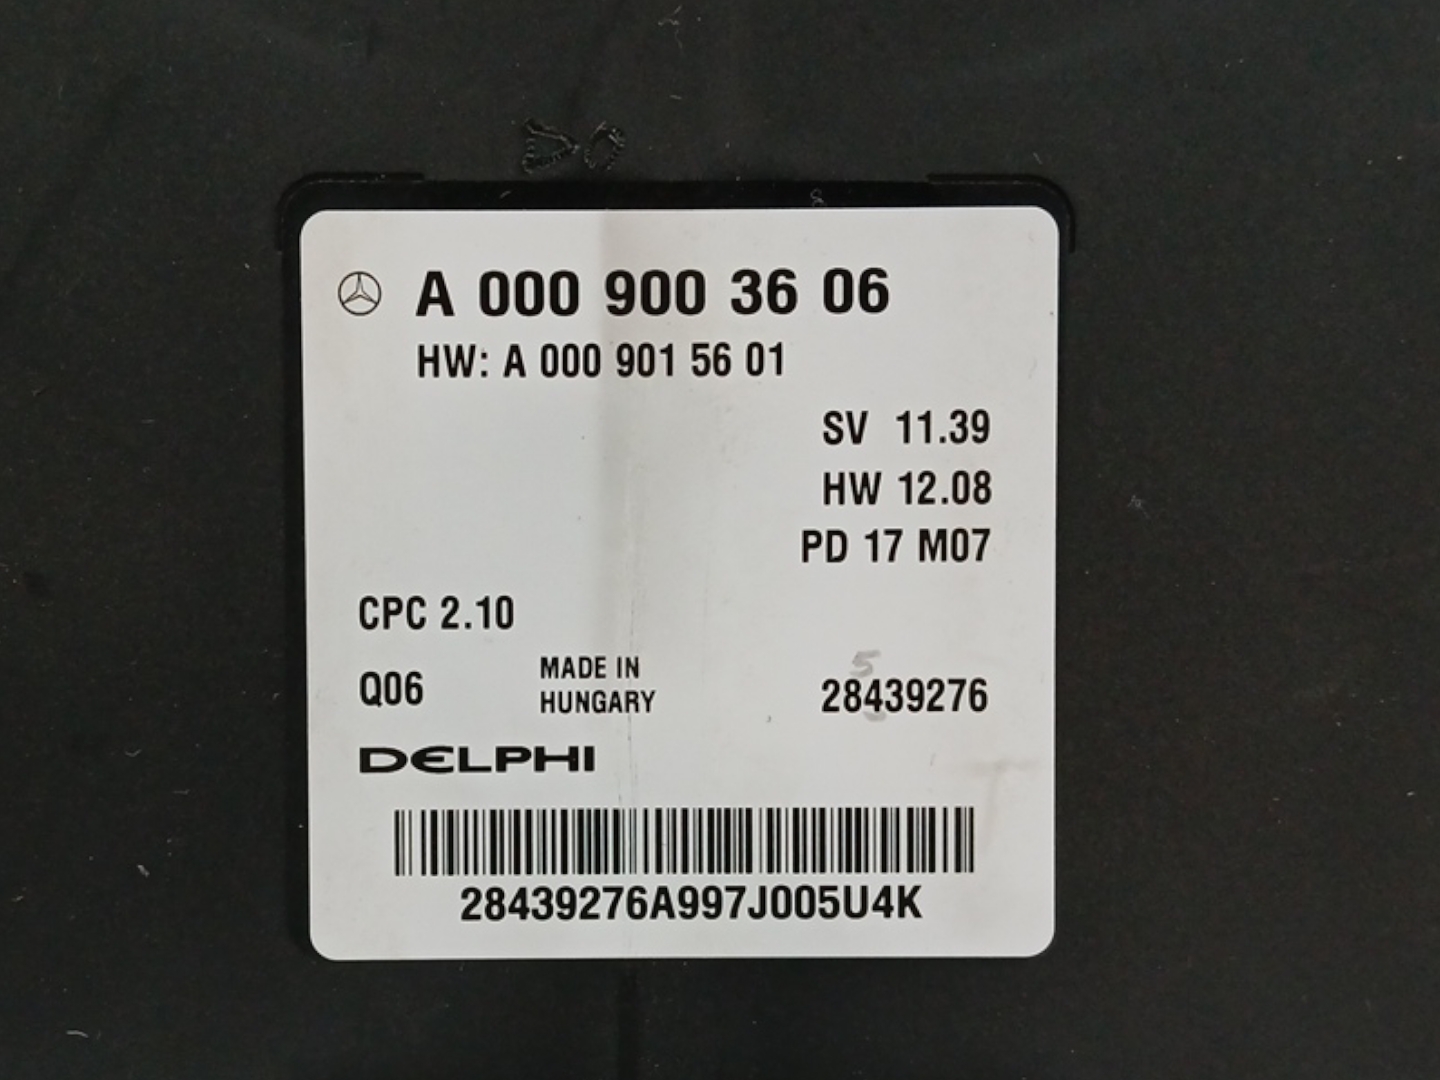 A 000 900 36 06
HW: A 000 901 56 01
SV 11.39
HW 12.08
PD 17 M07
CPC 2.10
Q06
MADE IN
HUNGARY
5
28439276
DELPHI
28439276A997J005U4K